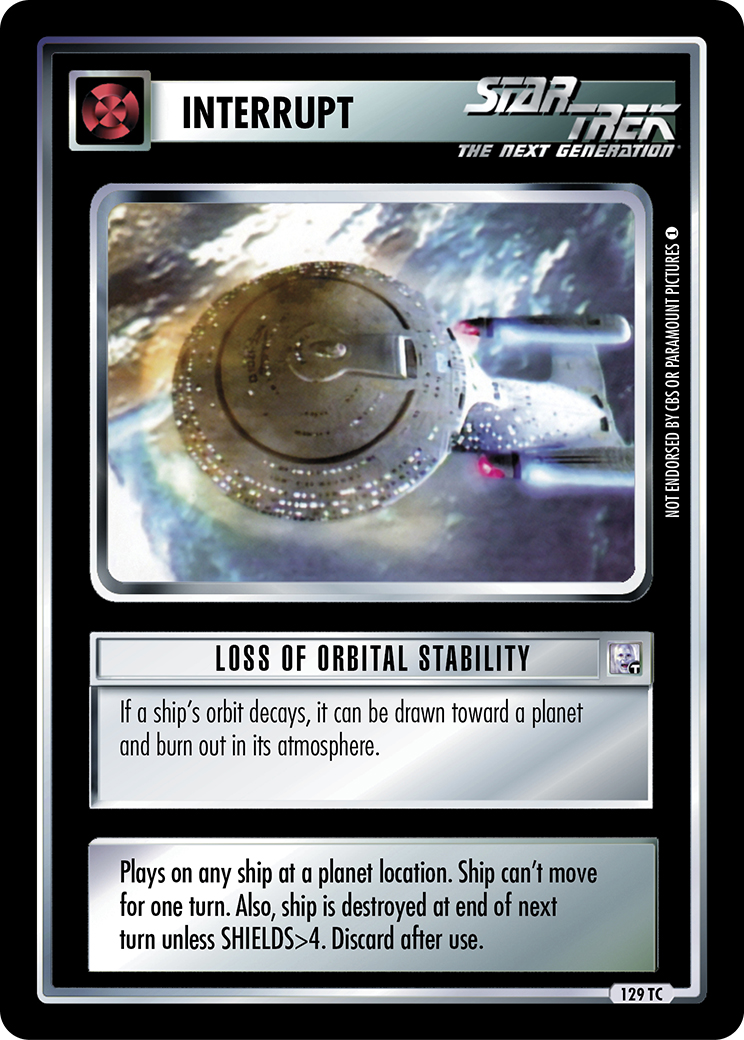 INTERRUPT
STAR TREK
THE NEXT GENERATION
NOT ENDORSED BY CBS OR PARAMOUNT PICTURES 1
LOSS OF ORBITAL STABILITY
T
If a ship's orbit decays, it can be drawn toward a planet
and burn out in its atmosphere.
Plays on any ship at a planet location. Ship can't move
for one turn. Also, ship is destroyed at end of next
turn unless SHIELDS>4. Discard after use.
129 TC